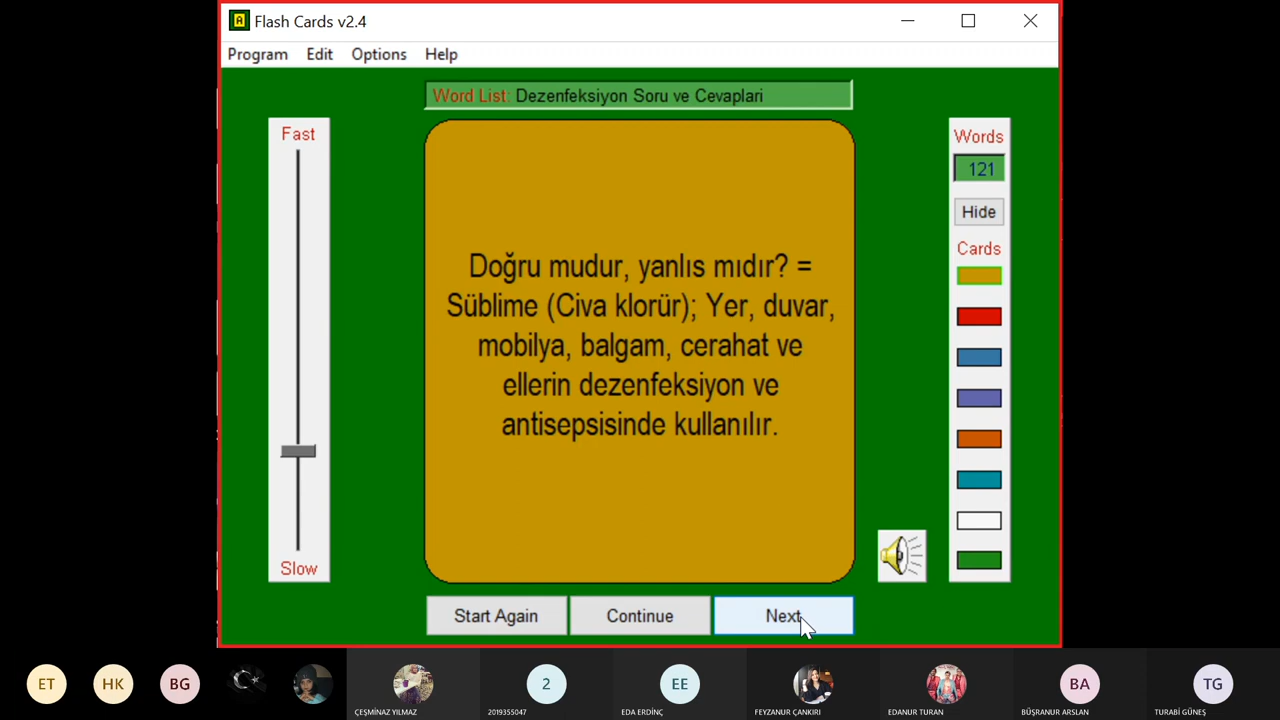 Flash Cards v2.4
Program Edit Options Help
Word List: Dezenfeksiyon Soru ve Cevaplari
Fast
Slow
Doğru mudur, yanlıs mıdır? =
Süblime (Civa klorür); Yer, duvar,
mobilya, balgam, cerahat ve
ellerin dezenfeksiyon ve
antisepsisinde kullanılır.
Words
121
Hide
Cards
Start Again Continue Next
ET HK BG 2 EE BA TG
ÇEŞMİNAZ YILMAZ 2019355047 EDA ERDİNÇ FEYZANUR ÇANKIRI EDANUR TURAN BÜŞRANUR ARSLAN TURABİ GÜNEŞ